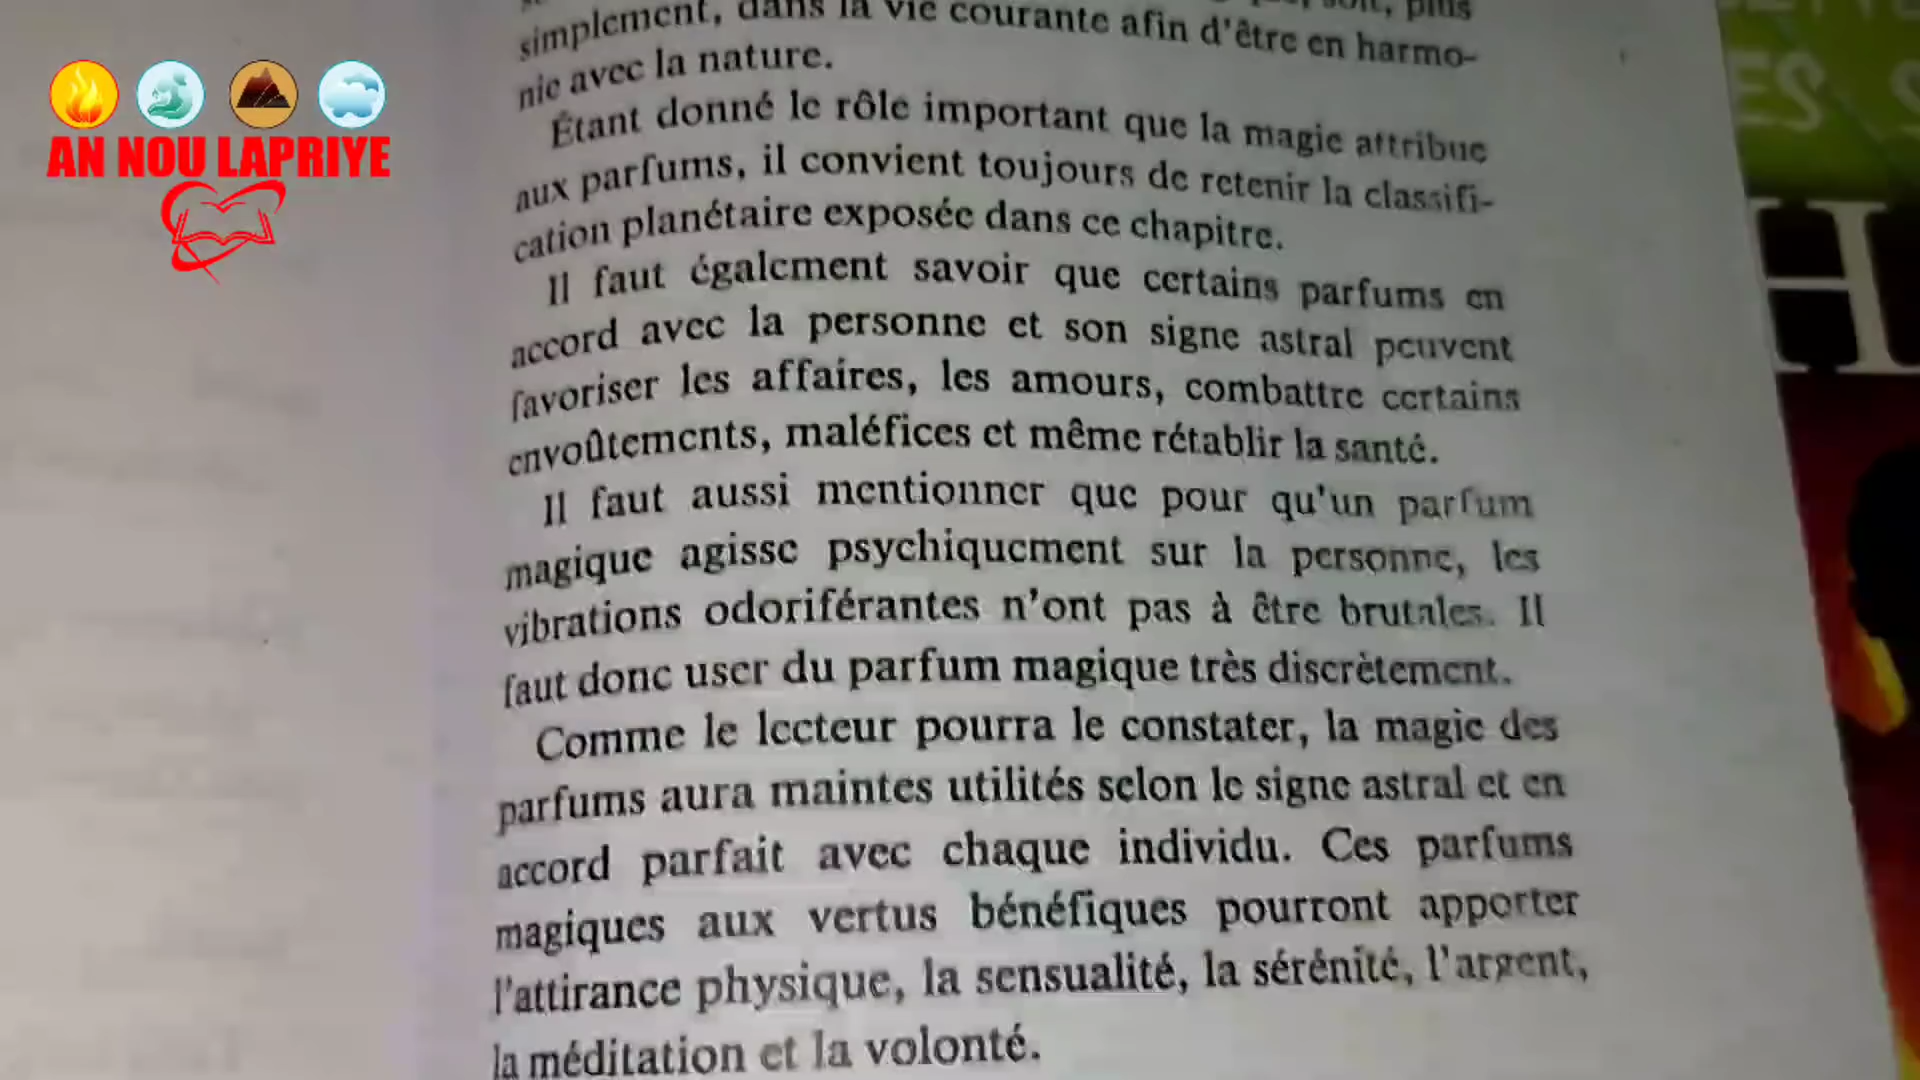 AN NOU LAPRIYE
plus
simplement, dans la vie courante afin d'être en harmo-
nie avec la nature.
Étant donné le rôle important que la magie attribue
aux parfums, il convient toujours de retenir la classifi-
cation planétaire exposée dans ce chapitre.
Il faut également savoir que certains parfums en
accord avec la personne et son signe astral peuvent
favoriser les affaires, les amours, combattre certains
envoûtements, maléfices et même rétablir la santé.
Il faut aussi mentionner que pour qu'un parfum
magique agisse psychiquement sur la personne, les
vibrations odoriférantes n'ont pas à être brutales. Il
faut donc user du parfum magique très discrètement.
Comme le lecteur pourra le constater, la magie des
parfums aura maintes utilités selon le signe astral et en
accord parfait avec chaque individu. Ces parfums
magiques aux vertus bénéfiques pourront apporter
l'attirance physique, la sensualité, la sérénité, l'argent,
la méditation et la volonté.
ES
H